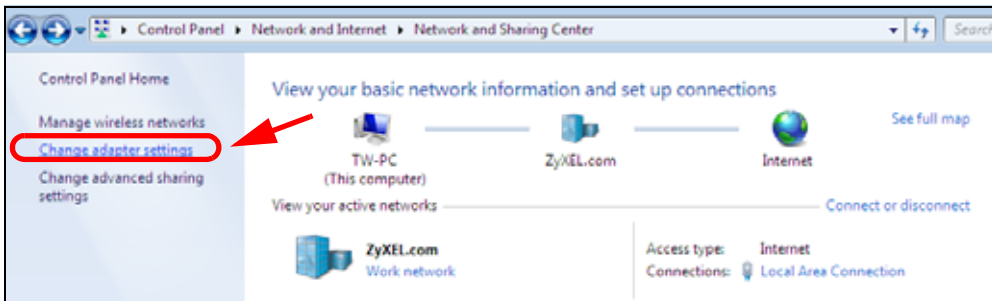 Control Panel ▸ Network and Internet ▸ Network and Sharing Center
Search
Control Panel Home
Manage wireless networks
Change adapter settings
Change advanced sharing
settings
View your basic network information and set up connections
See full map
TW-PC
(This computer)
ZyXEL.com
Internet
View your active networks
Connect or disconnect
ZyXEL.com
Work network
Access type: Internet
Connections: Local Area Connection